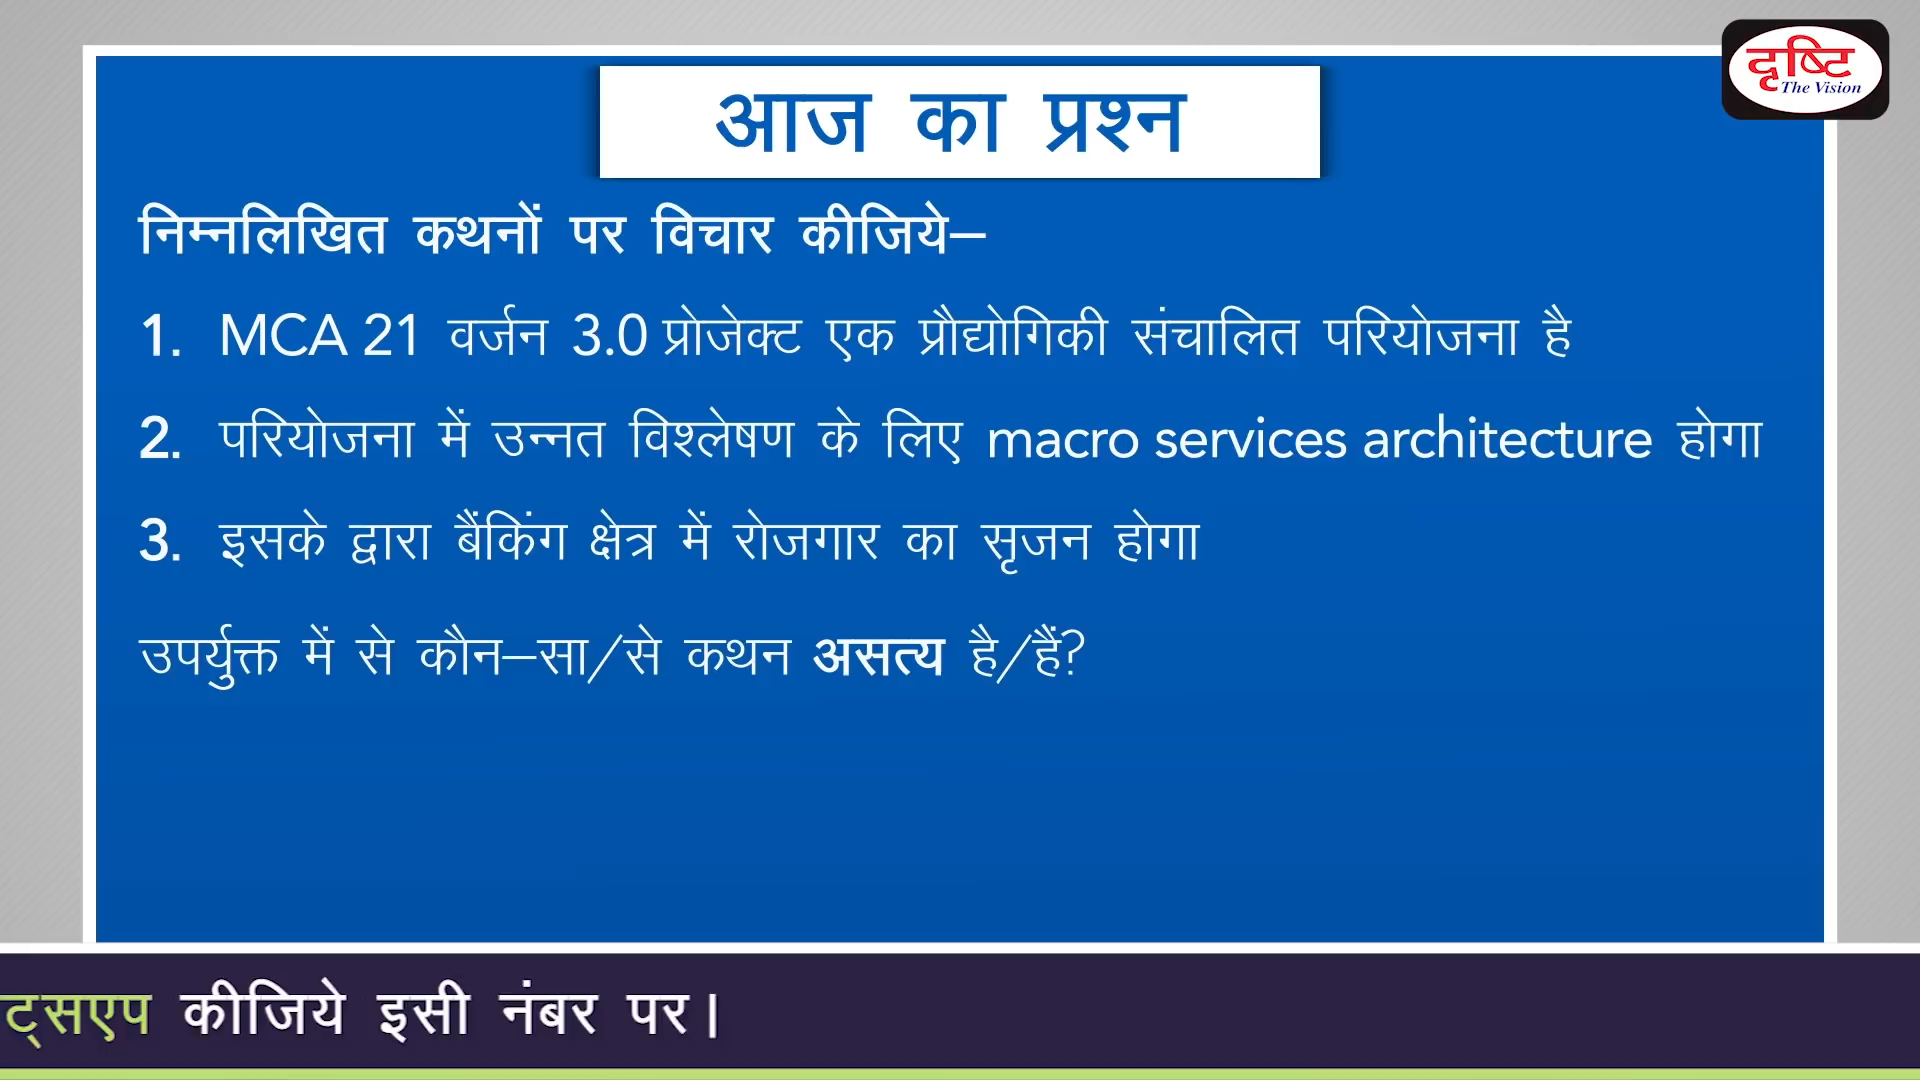 दृष्टि
The Vision
आज का प्रश्न
निम्नलिखित कथनों पर विचार कीजिये–
1. MCA 21 वर्जन 3.0 प्रोजेक्ट एक प्रौद्योगिकी संचालित परियोजना है
2. परियोजना में उन्नत विश्लेषण के लिए macro services architecture होगा
3. इसके द्वारा बैंकिंग क्षेत्र में रोजगार का सृजन होगा
उपर्युक्त में से कौन–सा/से कथन असत्य है/हैं?
ट्सएप कीजिये इसी नंबर पर।